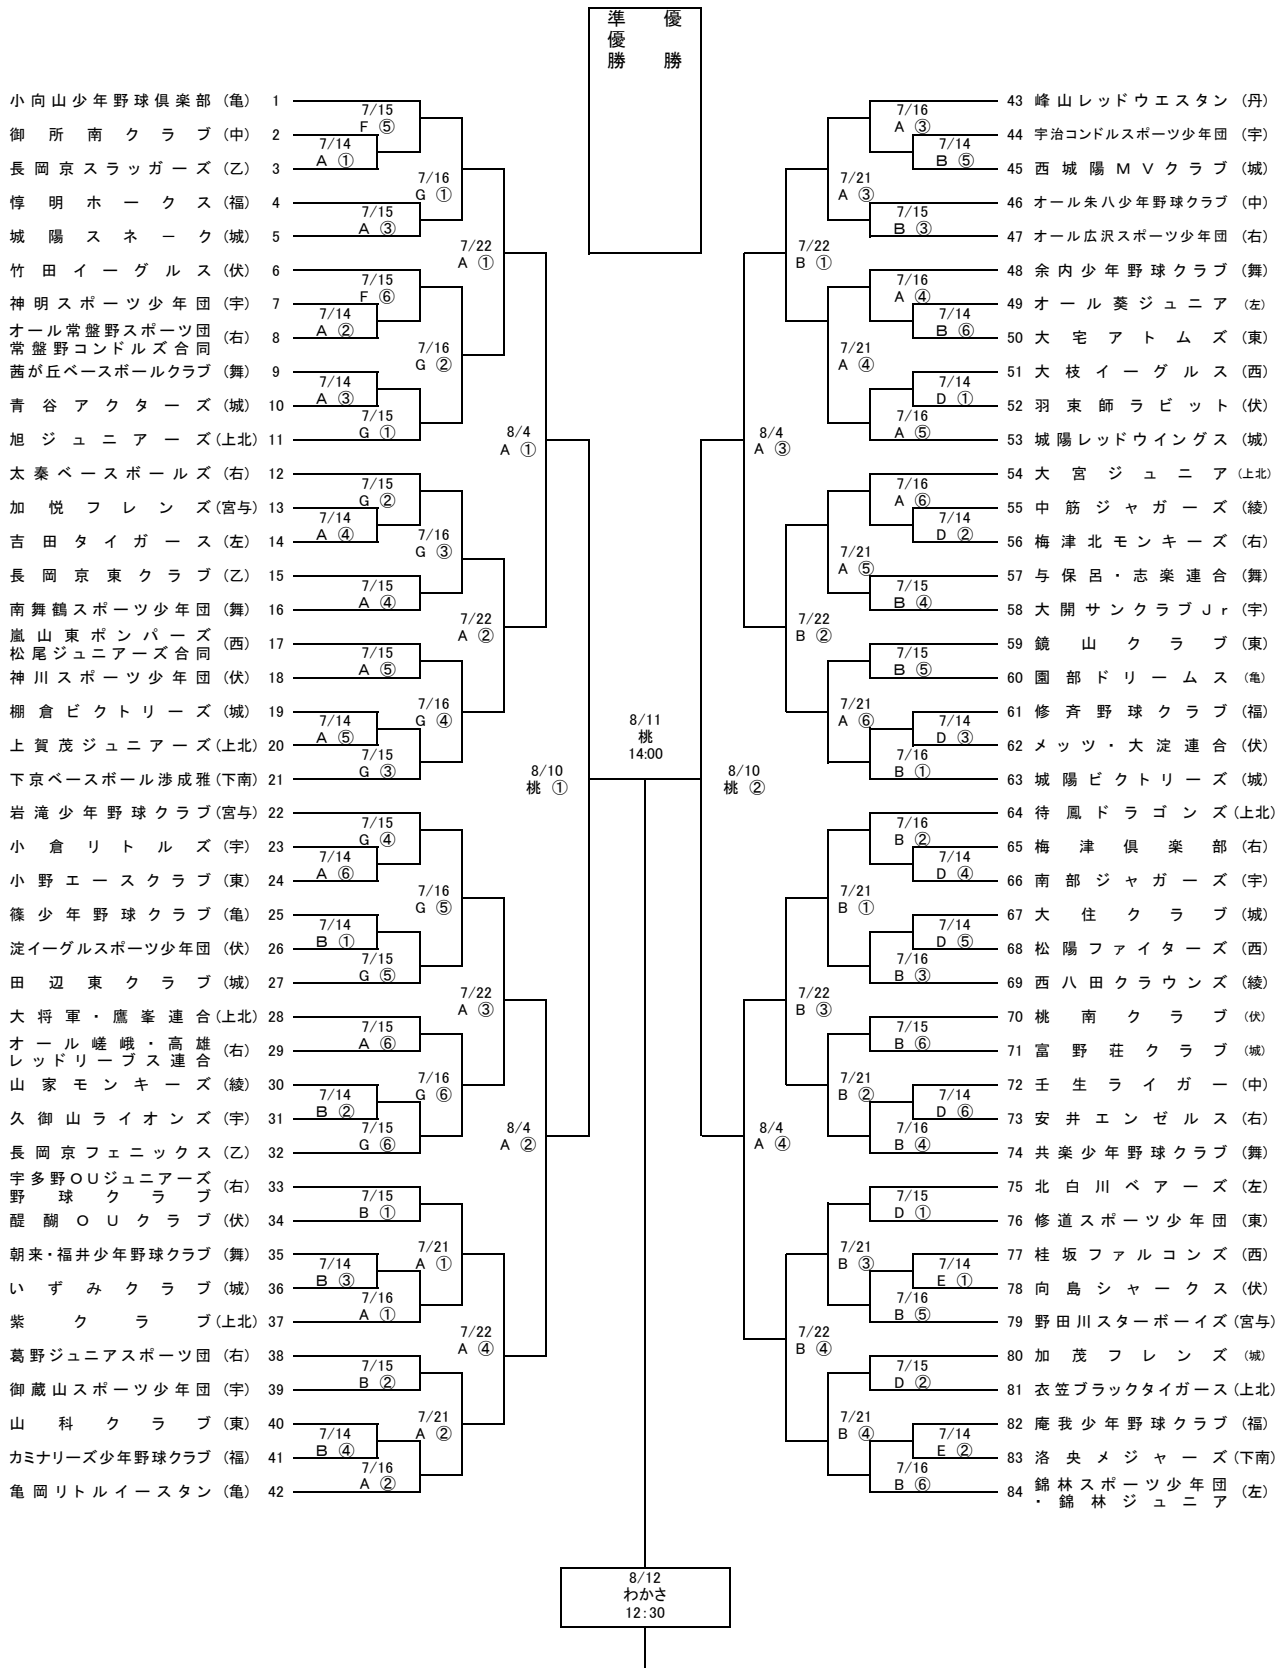 優勝
準優勝
小向山少年野球倶楽部 (亀) 1
御所南クラブ (中) 2
長岡京スラッガーズ (乙) 3
惇明ホークス (福) 4
城陽スネーク (城) 5
竹田イーグルス (伏) 6
神明スポーツ少年団 (宇) 7
オール常盤野スポーツ団
常盤野コンドルズ合同 (右) 8
茜が丘ベースボールクラブ (舞) 9
青谷アクターズ (城) 10
旭ジュニアーズ (上北) 11
太秦ベースボールズ (右) 12
加悦フレンズ (宮与) 13
吉田タイガース (左) 14
長岡京東クラブ (乙) 15
南舞鶴スポーツ少年団 (舞) 16
嵐山東ポンパーズ
松尾ジュニアーズ合同 (西) 17
神川スポーツ少年団 (伏) 18
棚倉ビクトリーズ (城) 19
上賀茂ジュニアーズ (上北) 20
下京ベースボール渉成雅 (下南) 21
岩滝少年野球クラブ (宮与) 22
小倉リトルズ (宇) 23
小野エースクラブ (東) 24
篠少年野球クラブ (亀) 25
淀イーグルスポーツ少年団 (伏) 26
田辺東クラブ (城) 27
大将軍・鷹峯連合 (上北) 28
オール嵯峨・高雄
レッドリーブス連合 (右) 29
山家モンキーズ (綾) 30
久御山ライオンズ (宇) 31
長岡京フェニックス (乙) 32
宇多野OUジュニアーズ
野球クラブ (右) 33
醍醐OUクラブ (伏) 34
朝来・福井少年野球クラブ (舞) 35
いずみクラブ (城) 36
紫クラブ (上北) 37
葛野ジュニアスポーツ団 (右) 38
御蔵山スポーツ少年団 (宇) 39
山科クラブ (東) 40
カミナリーズ少年野球クラブ (福) 41
亀岡リトルイースタン (亀) 42
7/14 A ①
7/14 A ②
7/14 A ③
7/14 A ④
7/14 A ⑤
7/14 A ⑥
7/14 B ①
7/14 B ②
7/14 B ③
7/14 B ④
7/15 F ⑤
7/15 A ③
7/15 F ⑥
7/15 G ①
7/15 G ②
7/15 A ④
7/15 A ⑤
7/15 G ③
7/15 G ④
7/15 G ⑤
7/15 A ⑥
7/15 G ⑥
7/15 B ①
7/16 A ①
7/15 B ②
7/16 A ②
7/16 G ①
7/16 G ②
7/16 G ③
7/16 G ④
7/16 G ⑤
7/16 G ⑥
7/21 A ①
7/21 A ②
7/22 A ①
7/22 A ②
7/22 A ③
7/22 A ④
8/4 A ①
8/4 A ②
8/10 桃 ①
8/11
桃
14:00
8/10 桃 ②
8/4 A ③
8/4 A ④
7/22 B ①
7/22 B ②
7/22 B ③
7/22 B ④
7/21 A ③
7/21 A ④
7/21 A ⑤
7/21 A ⑥
7/21 B ①
7/21 B ②
7/21 B ③
7/21 B ④
7/16 A ③
7/15 B ③
7/16 A ④
7/16 A ⑤
7/16 A ⑥
7/15 B ④
7/15 B ⑤
7/16 B ①
7/16 B ②
7/16 B ③
7/15 B ⑥
7/16 B ④
7/15 D ①
7/16 B ⑤
7/15 D ②
7/16 B ⑥
7/14 B ⑤
7/14 B ⑥
7/14 D ①
7/14 D ②
7/14 D ③
7/14 D ④
7/14 D ⑤
7/14 D ⑥
7/14 E ①
7/14 E ②
43 峰山レッドウエスタン (丹)
44 宇治コンドルスポーツ少年団 (宇)
45 西城陽MVクラブ (城)
46 オール朱八少年野球クラブ (中)
47 オール広沢スポーツ少年団 (右)
48 余内少年野球クラブ (舞)
49 オール葵ジュニア (左)
50 大宅アトムズ (東)
51 大枝イーグルス (西)
52 羽束師ラビット (伏)
53 城陽レッドウイングス (城)
54 大宮ジュニア (上北)
55 中筋ジャガーズ (綾)
56 梅津北モンキーズ (右)
57 与保呂・志楽連合 (舞)
58 大開サンクラブJr (宇)
59 鏡山クラブ (東)
60 園部ドリームス (亀)
61 修斉野球クラブ (福)
62 メッツ・大淀連合 (伏)
63 城陽ビクトリーズ (城)
64 待鳳ドラゴンズ (上北)
65 梅津倶楽部 (右)
66 南部ジャガーズ (宇)
67 大住クラブ (城)
68 松陽ファイターズ (西)
69 西八田クラウンズ (綾)
70 桃南クラブ (伏)
71 富野荘クラブ (城)
72 壬生ライガー (中)
73 安井エンゼルス (右)
74 共楽少年野球クラブ (舞)
75 北白川ベアーズ (左)
76 修道スポーツ少年団 (東)
77 桂坂ファルコンズ (西)
78 向島シャークス (伏)
79 野田川スターボーイズ (宮与)
80 加茂フレンズ (城)
81 衣笠ブラックタイガース (上北)
82 庵我少年野球クラブ (福)
83 洛央メジャーズ (下南)
84 錦林スポーツ少年団
・錦林ジュニア (左)
8/12
わかさ
12:30